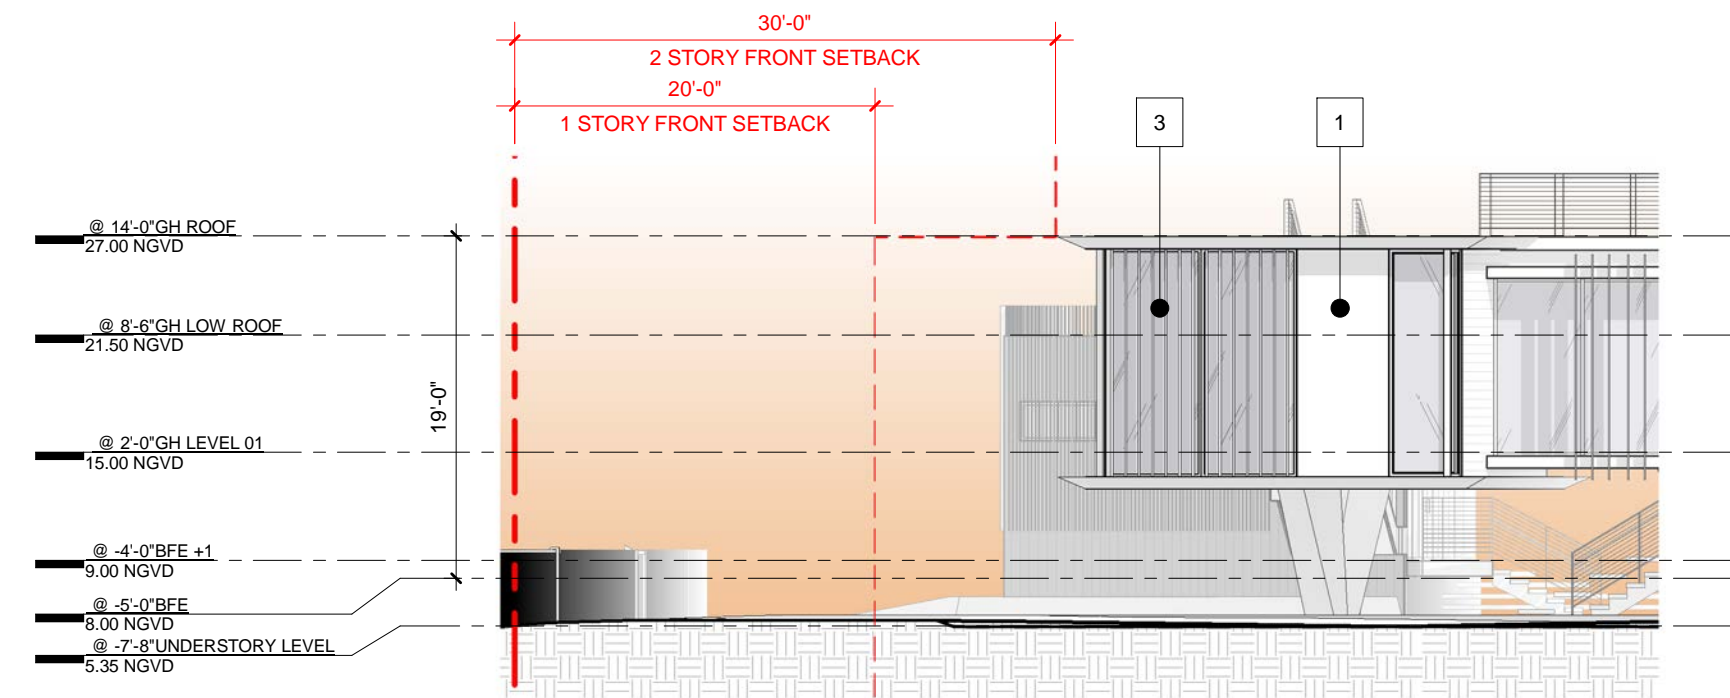 30'-0"
2 STORY FRONT SETBACK
20'-0"
1 STORY FRONT SETBACK
3
1
@ 14'-0"GH ROOF
27.00 NGVD
@ 8'-6"GH LOW ROOF
21.50 NGVD
19'-0"
@ 2'-0"GH LEVEL 01
15.00 NGVD
@ -4'-0"BFE +1
9.00 NGVD
@ -5'-0"BFE
8.00 NGVD
@ -7'-8"UNDERSTORY LEVEL
5.35 NGVD